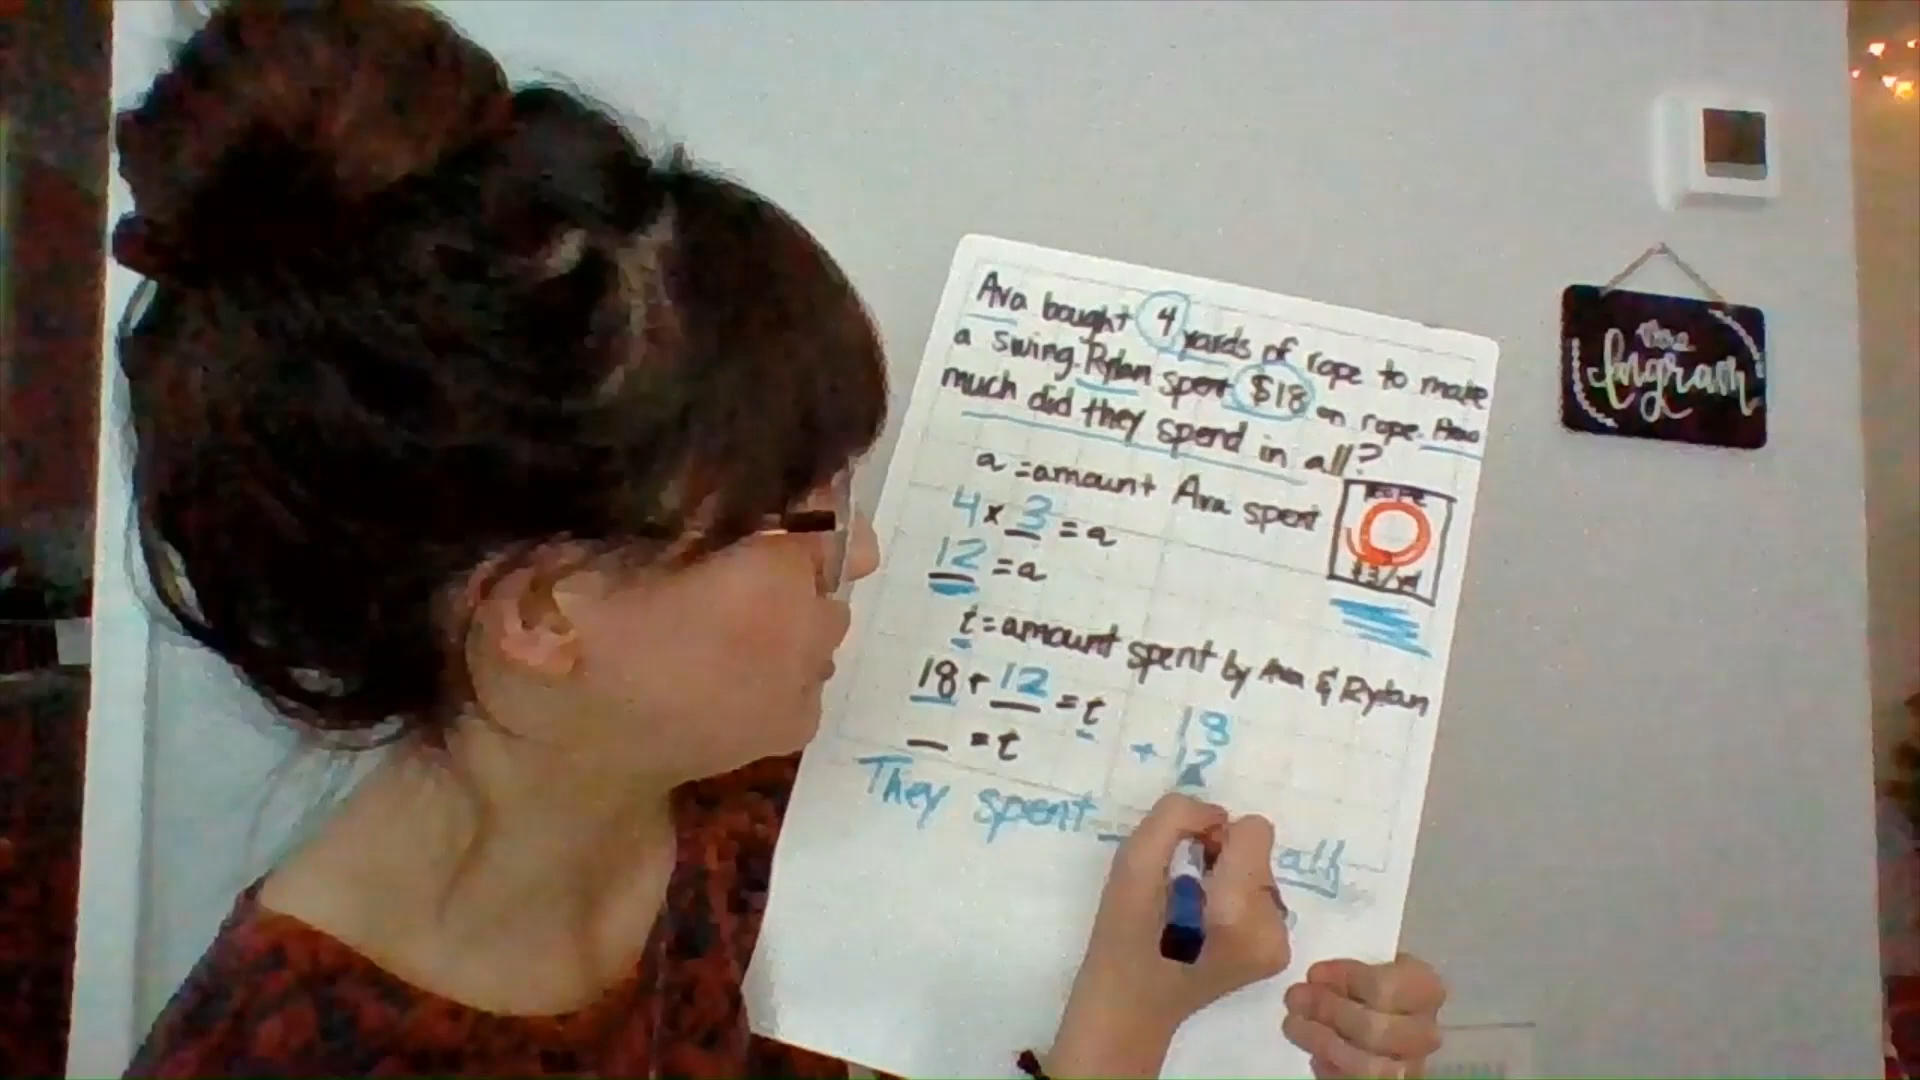 Ava bought 4 yards of rope to make
a swing. Rylan spent $18 on rope. How
much did they spend in all?
a = amount Ava spent
4 x 3 = a
12 = a
$3/yd
t = amount spent by Ava & Rylan
18 + 12 = t
__ = t
18
+ 12
They spent __ all
the
Ingram